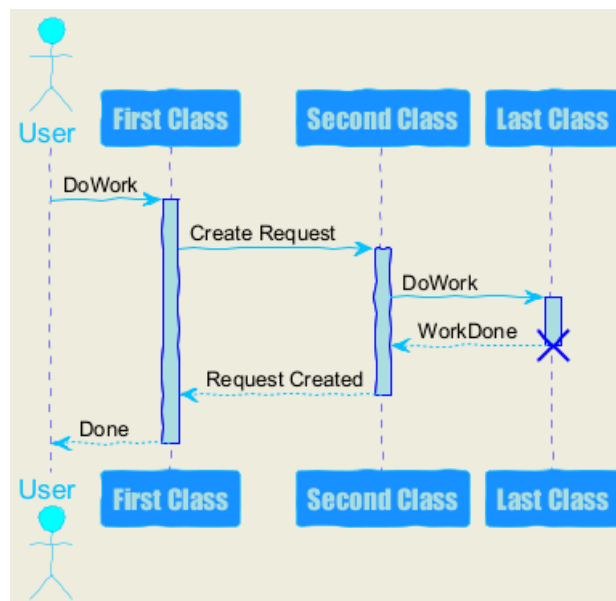 User
First Class
Second Class
Last Class
DoWork
Create Request
DoWork
WorkDone
Request Created
Done
User
First Class
Second Class
Last Class